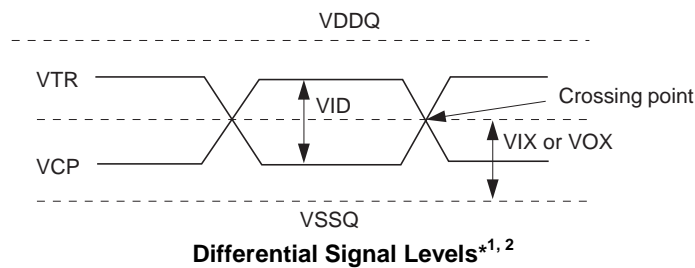 VDDQ
VTR
VID
Crossing point
VCP
VIX or VOX
VSSQ
Differential Signal Levels*1, 2